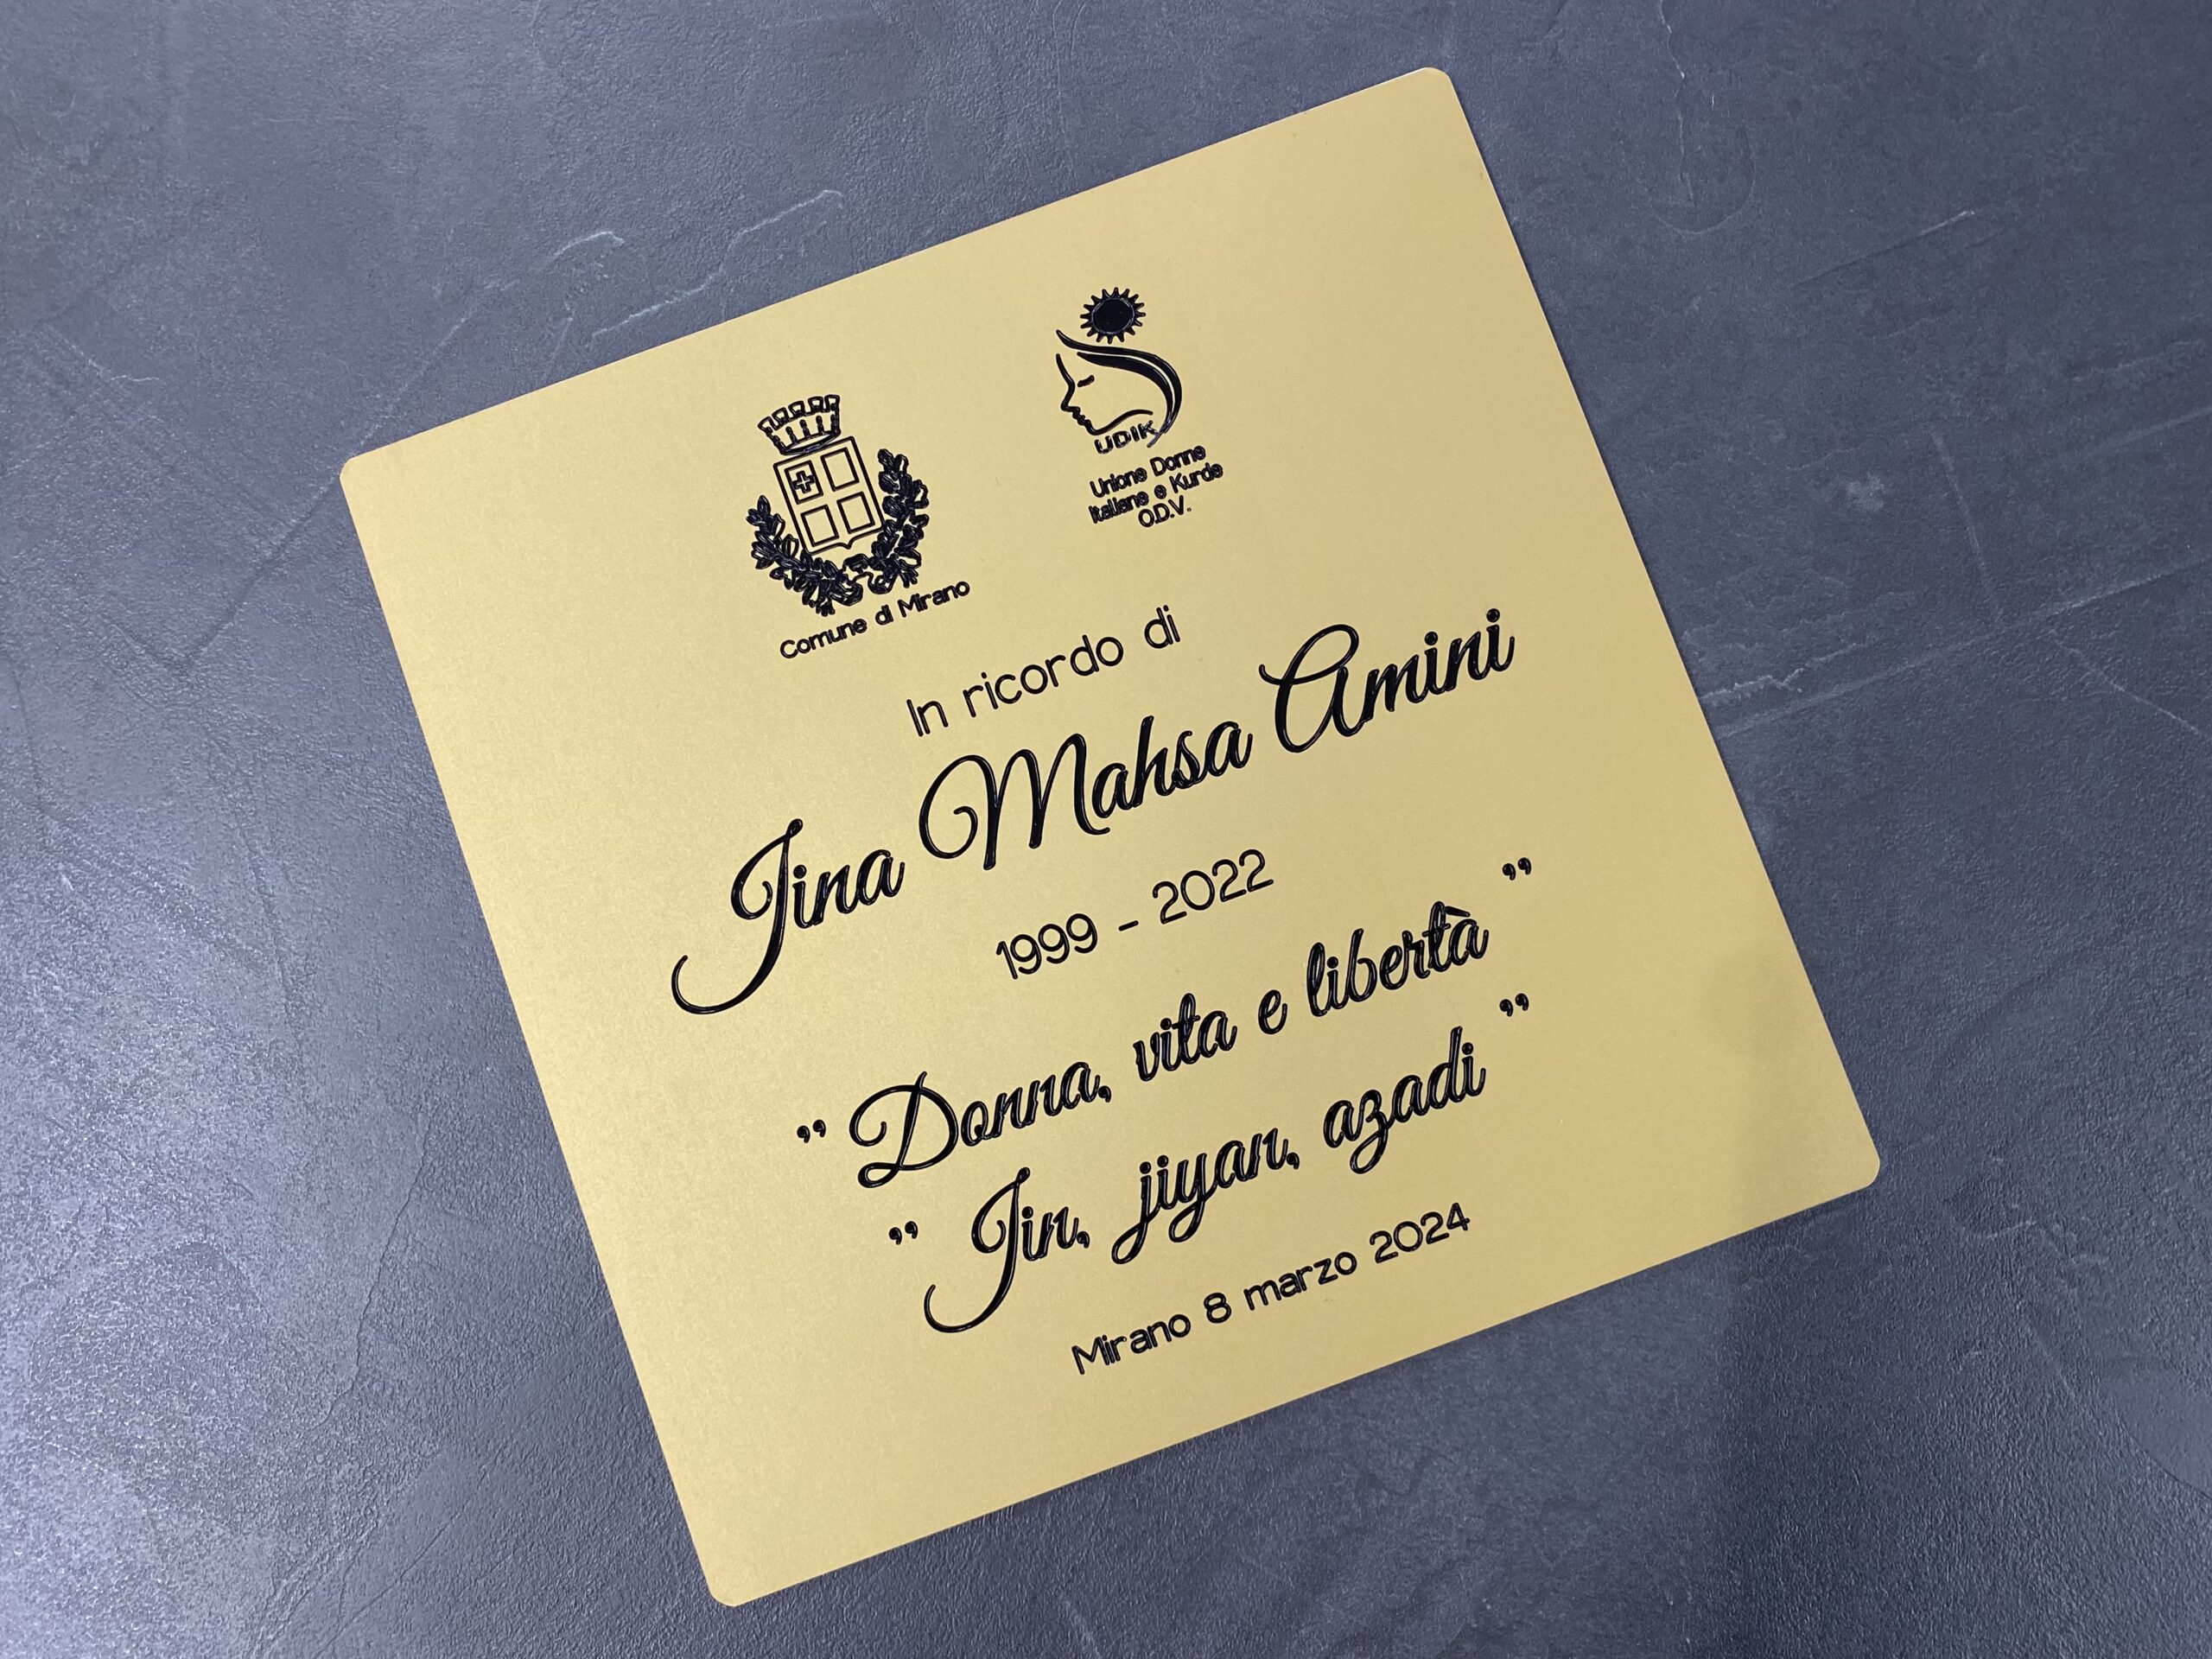 UDIK
Unione Donne
Italiane e Kurde
O.D.V.
Comune di Mirano
In ricordo di
Jina Mahsa Amini
1999 - 2022
" Donna, vita e libertà "
" Jin, jiyan, azadi "
Mirano 8 marzo 2024